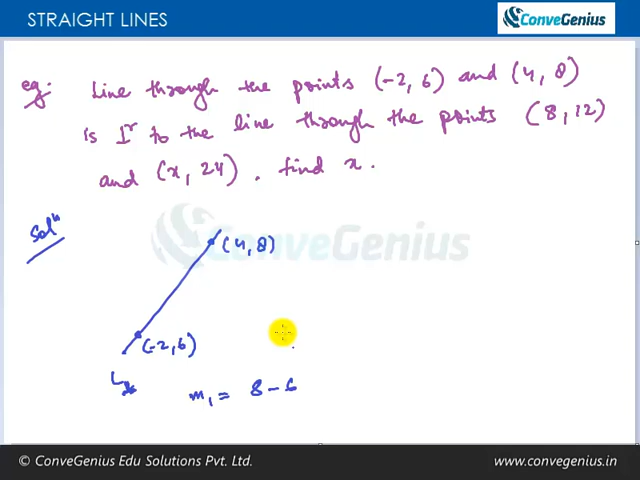 STRAIGHT LINES
ConveGenius
eg. Line through the points (-2, 6) and (4, 8)
is ⊥r to the line through the points (8, 12)
and (x, 24). find x.
Solⁿ
ConveGenius
(4, 8)
(-2, 6)
m₁ = 8 - 6
© ConveGenius Edu Solutions Pvt. Ltd.
www.convegenius.in